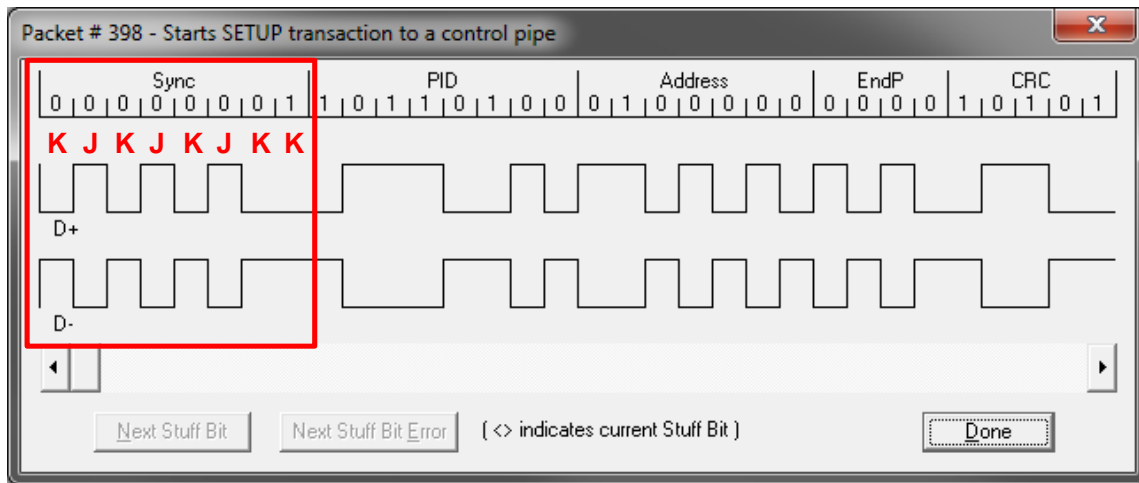 Packet # 398 - Starts SETUP transaction to a control pipe
x
Sync PID Address EndP CRC
0 0 0 0 0 0 0 1 1 0 1 1 0 1 0 0 0 1 0 0 0 0 0 0 0 0 0 1 0 1 0 1
K J K J K J K K
D+
D-
Next Stuff Bit Next Stuff Bit Error ( <> indicates current Stuff Bit ) Done